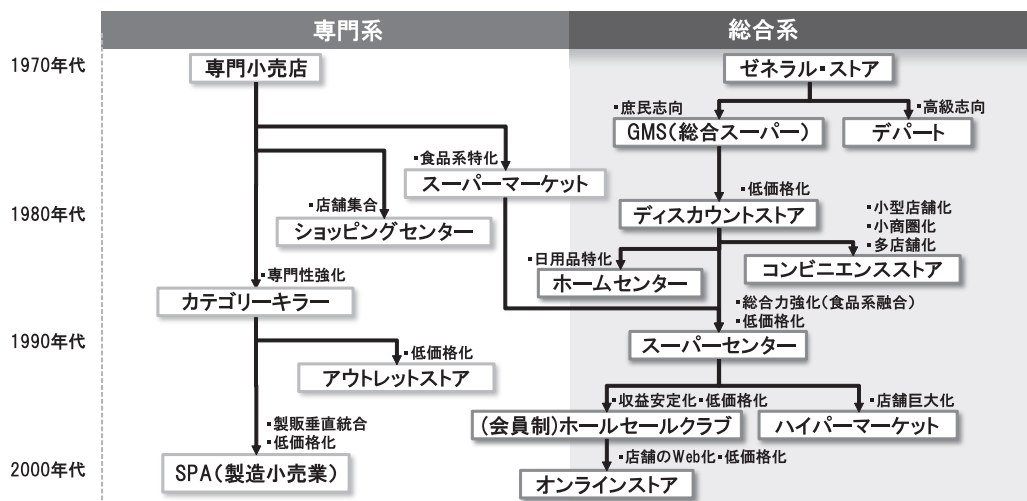 専門系
総合系
1970年代
専門小売店
ゼネラル・ストア
・庶民志向
・高級志向
GMS(総合スーパー)
デパート
・食品系特化
スーパーマーケット
・低価格化
1980年代
・店舗集合
ショッピングセンター
ディスカウントストア
・小型店舗化
・小商圏化
・多店舗化
・日用品特化
ホームセンター
コンビニエンスストア
・専門性強化
カテゴリーキラー
・総合力強化(食品系融合)
・低価格化
1990年代
スーパーセンター
・低価格化
アウトレットストア
・収益安定化・低価格化
・店舗巨大化
・製販垂直統合
・低価格化
(会員制)ホールセールクラブ
ハイパーマーケット
2000年代
SPA(製造小売業)
・店舗のWeb化・低価格化
オンラインストア